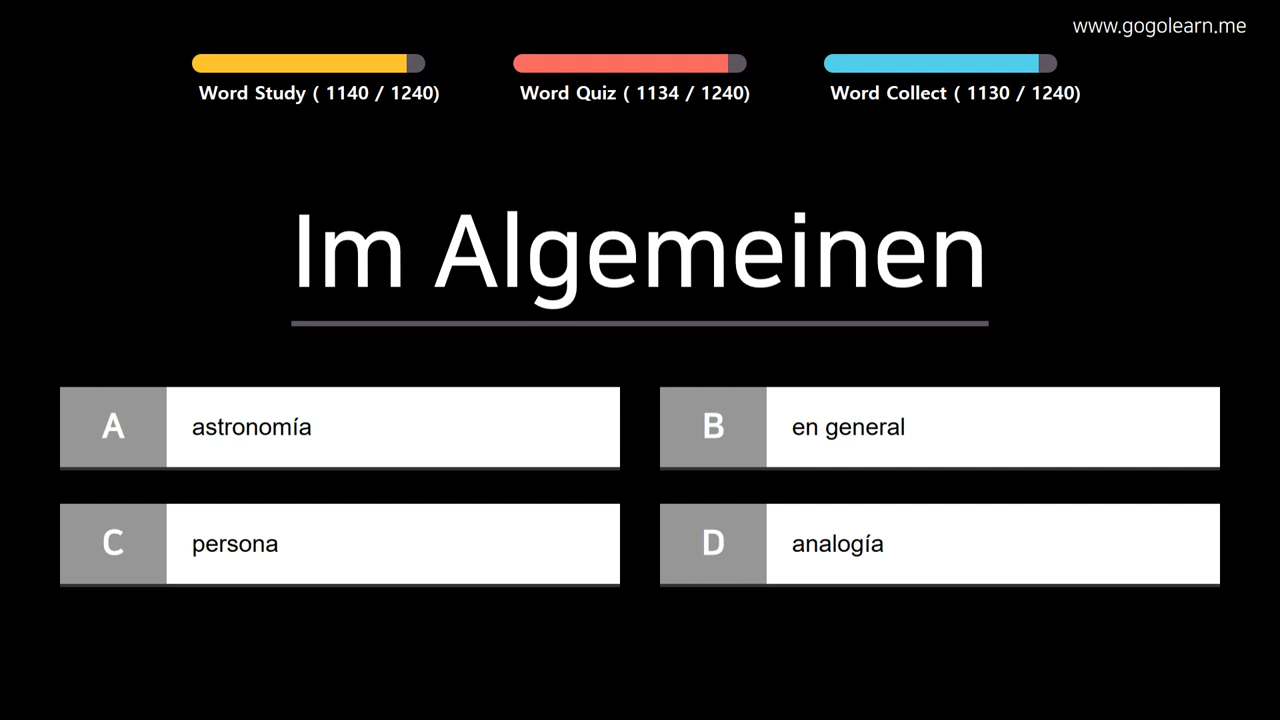 www.gogolearn.me
Word Study ( 1140 / 1240)
Word Quiz ( 1134 / 1240)
Word Collect ( 1130 / 1240)
Im Algemeinen
A astronomía
B en general
C persona
D analogía